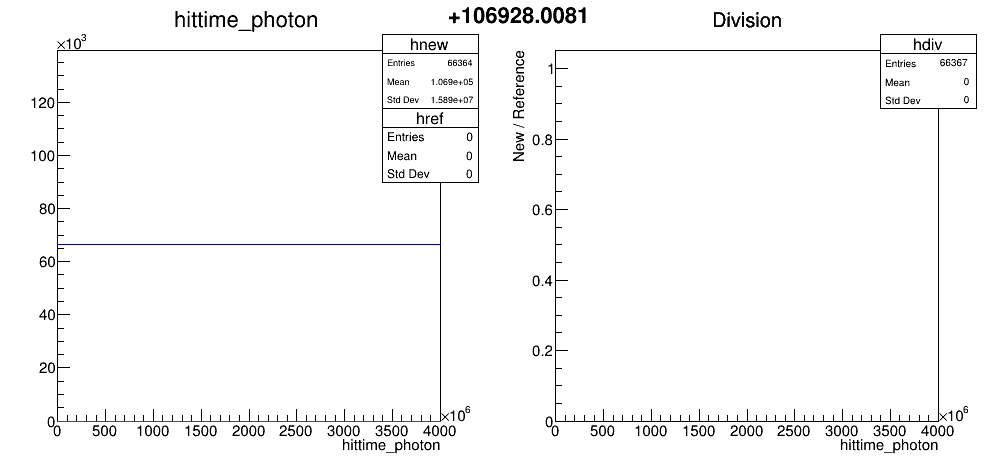 +106928.0081
hittime_photon
×10³
hnew
Entries 66364
Mean 1.069e+05
Std Dev 1.589e+07
href
Entries 0
Mean 0
Std Dev 0
120
100
80
60
40
20
0
0 500 1000 1500 2000 2500 3000 3500 4000
×10⁶
hittime_photon
Division
hdiv
Entries 66367
Mean 0
Std Dev 0
New / Reference
1
0.8
0.6
0.4
0.2
0
0 500 1000 1500 2000 2500 3000 3500 4000
×10⁶
hittime_photon